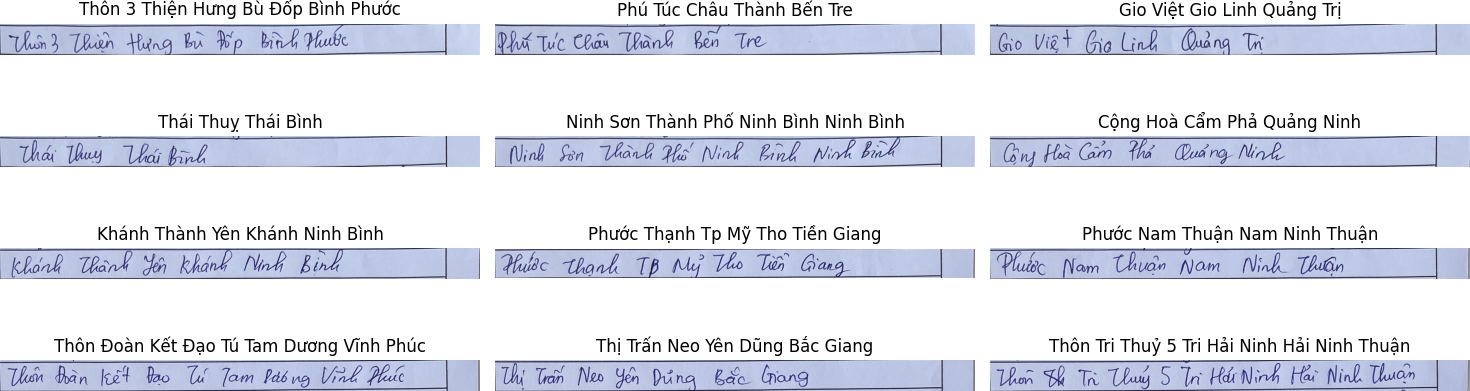 Thôn 3 Thiện Hưng Bù Đốp Bình Phước
Phú Túc Châu Thành Bến Tre
Gio Việt Gio Linh Quảng Trị
Thôn 3 Thiện Hưng Bù Đốp Bình Phước
Phú Túc Châu Thành Bến Tre
Gio Việt Gio Linh Quảng Trị
Thái Thuỵ Thái Bình
Ninh Sơn Thành Phố Ninh Bình Ninh Bình
Cộng Hoà Cẩm Phả Quảng Ninh
Thái Thuỵ Thái Bình
Ninh Sơn Thành Phố Ninh Bình Ninh Bình
Cộng Hoà Cẩm Phả Quảng Ninh
Khánh Thành Yên Khánh Ninh Bình
Phước Thạnh Tp Mỹ Tho Tiền Giang
Phước Nam Thuận Nam Ninh Thuận
Khánh Thành Yên Khánh Ninh Bình
Phước Thạnh TP Mỹ Tho Tiền Giang
Phước Nam Thuận Nam Ninh Thuận
Thôn Đoàn Kết Đạo Tú Tam Dương Vĩnh Phúc
Thị Trấn Neo Yên Dũng Bắc Giang
Thôn Tri Thuỷ 5 Tri Hải Ninh Hải Ninh Thuận
Thôn Đoàn Kết Đạo Tú Tam Dương Vĩnh Phúc
Thị Trấn Neo Yên Dũng Bắc Giang
Thôn Tri Thuỷ 5 Tri Hải Ninh Hải Ninh Thuận